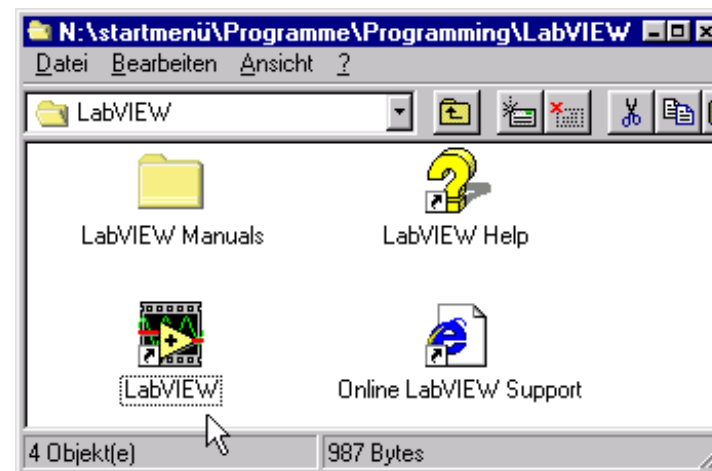 N:\startmenü\Programme\Programming\LabVIEW
Datei Bearbeiten Ansicht ?
LabVIEW
LabVIEW Manuals
LabVIEW Help
LabVIEW
Online LabVIEW Support
4 Objekt(e)
987 Bytes